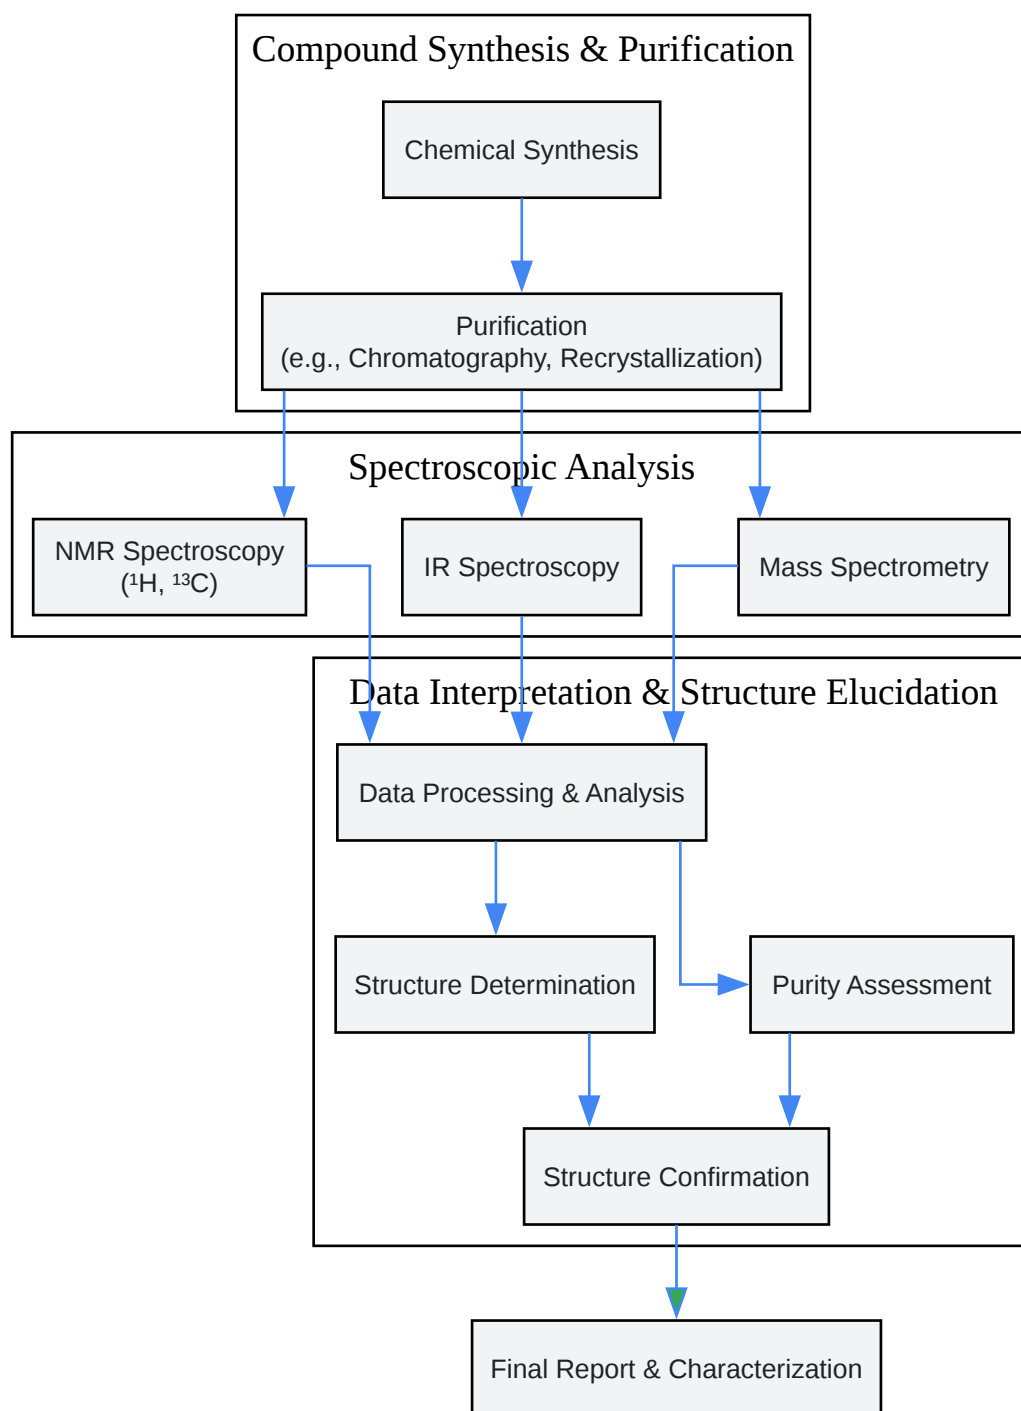 Compound Synthesis & Purification
Chemical Synthesis
Purification
(e.g., Chromatography, Recrystallization)
Spectroscopic Analysis
NMR Spectroscopy
(¹H, ¹³C)
IR Spectroscopy
Mass Spectrometry
Data Interpretation & Structure Elucidation
Data Processing & Analysis
Structure Determination
Purity Assessment
Structure Confirmation
Final Report & Characterization